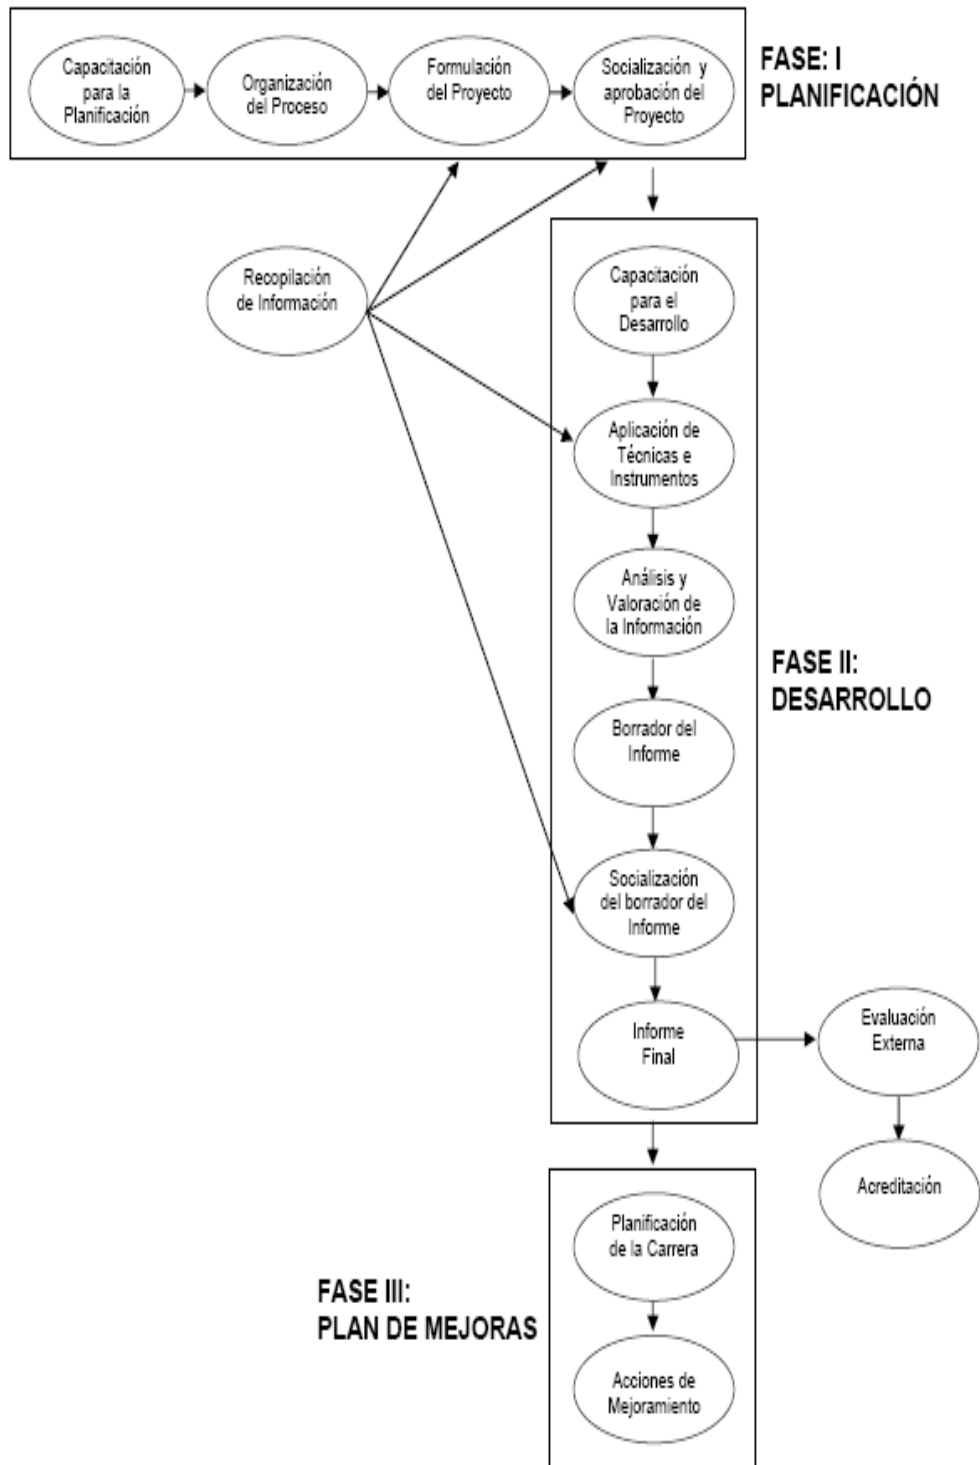 FASE: I
PLANIFICACIÓN
Capacitación
para la
Planificación
Organización
del Proceso
Formulación
del Proyecto
Socialización y
aprobación del
Proyecto
Recopilación
de Información
Capacitación
para el
Desarrollo
Aplicación de
Técnicas e
Instrumentos
Análisis y
Valoración de
la Información
FASE II:
DESARROLLO
Borrador del
Informe
Socialización
del borrador del
Informe
Informe
Final
Evaluación
Externa
Acreditación
Planificación
de la Carrera
FASE III:
PLAN DE MEJORAS
Acciones de
Mejoramiento